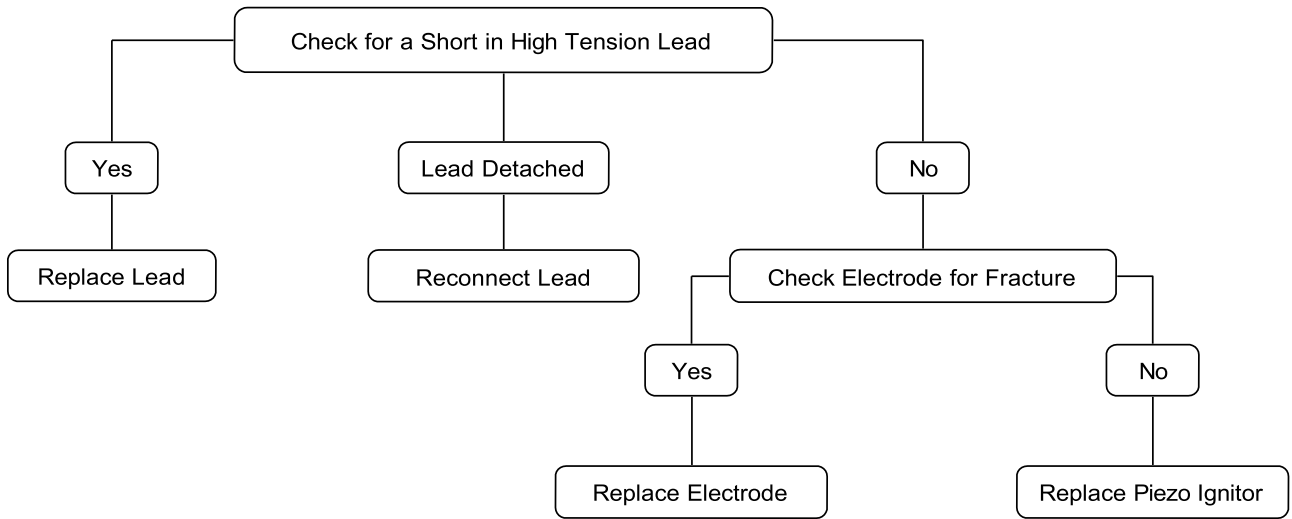 Check for a Short in High Tension Lead
Yes
Lead Detached
No
Replace Lead
Reconnect Lead
Check Electrode for Fracture
Yes
No
Replace Electrode
Replace Piezo Ignitor